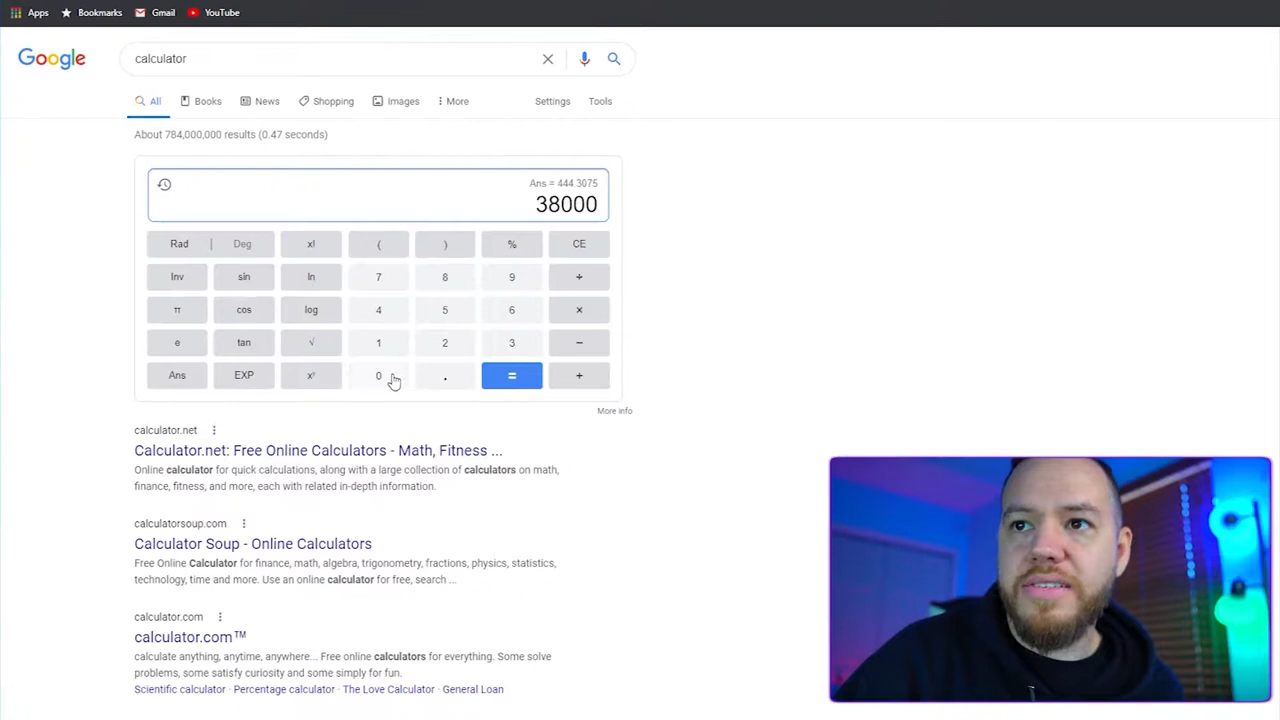 Apps Bookmarks Gmail YouTube
Google calculator
All Books News Shopping Images More Settings Tools
About 784,000,000 results (0.47 seconds)
Ans = 444.3075
38000
Rad | Deg x! ( ) % CE
Inv sin ln 7 8 9 ÷
π cos log 4 5 6 ×
e tan √ 1 2 3 −
Ans EXP xʸ 0 . = +
More info
calculator.net
Calculator.net: Free Online Calculators - Math, Fitness ...
Online calculator for quick calculations, along with a large collection of calculators on math,
finance, fitness, and more, each with related in-depth information.
calculatorsoup.com
Calculator Soup - Online Calculators
Free Online Calculator for finance, math, algebra, trigonometry, fractions, physics, statistics,
technology, time and more. Use an online calculator for free, search ...
calculator.com
calculator.com™
calculate anything, anytime, anywhere... Free online calculators for everything. Some solve
problems, some satisfy curiosity and some simply for fun.
Scientific calculator · Percentage calculator · The Love Calculator · General Loan